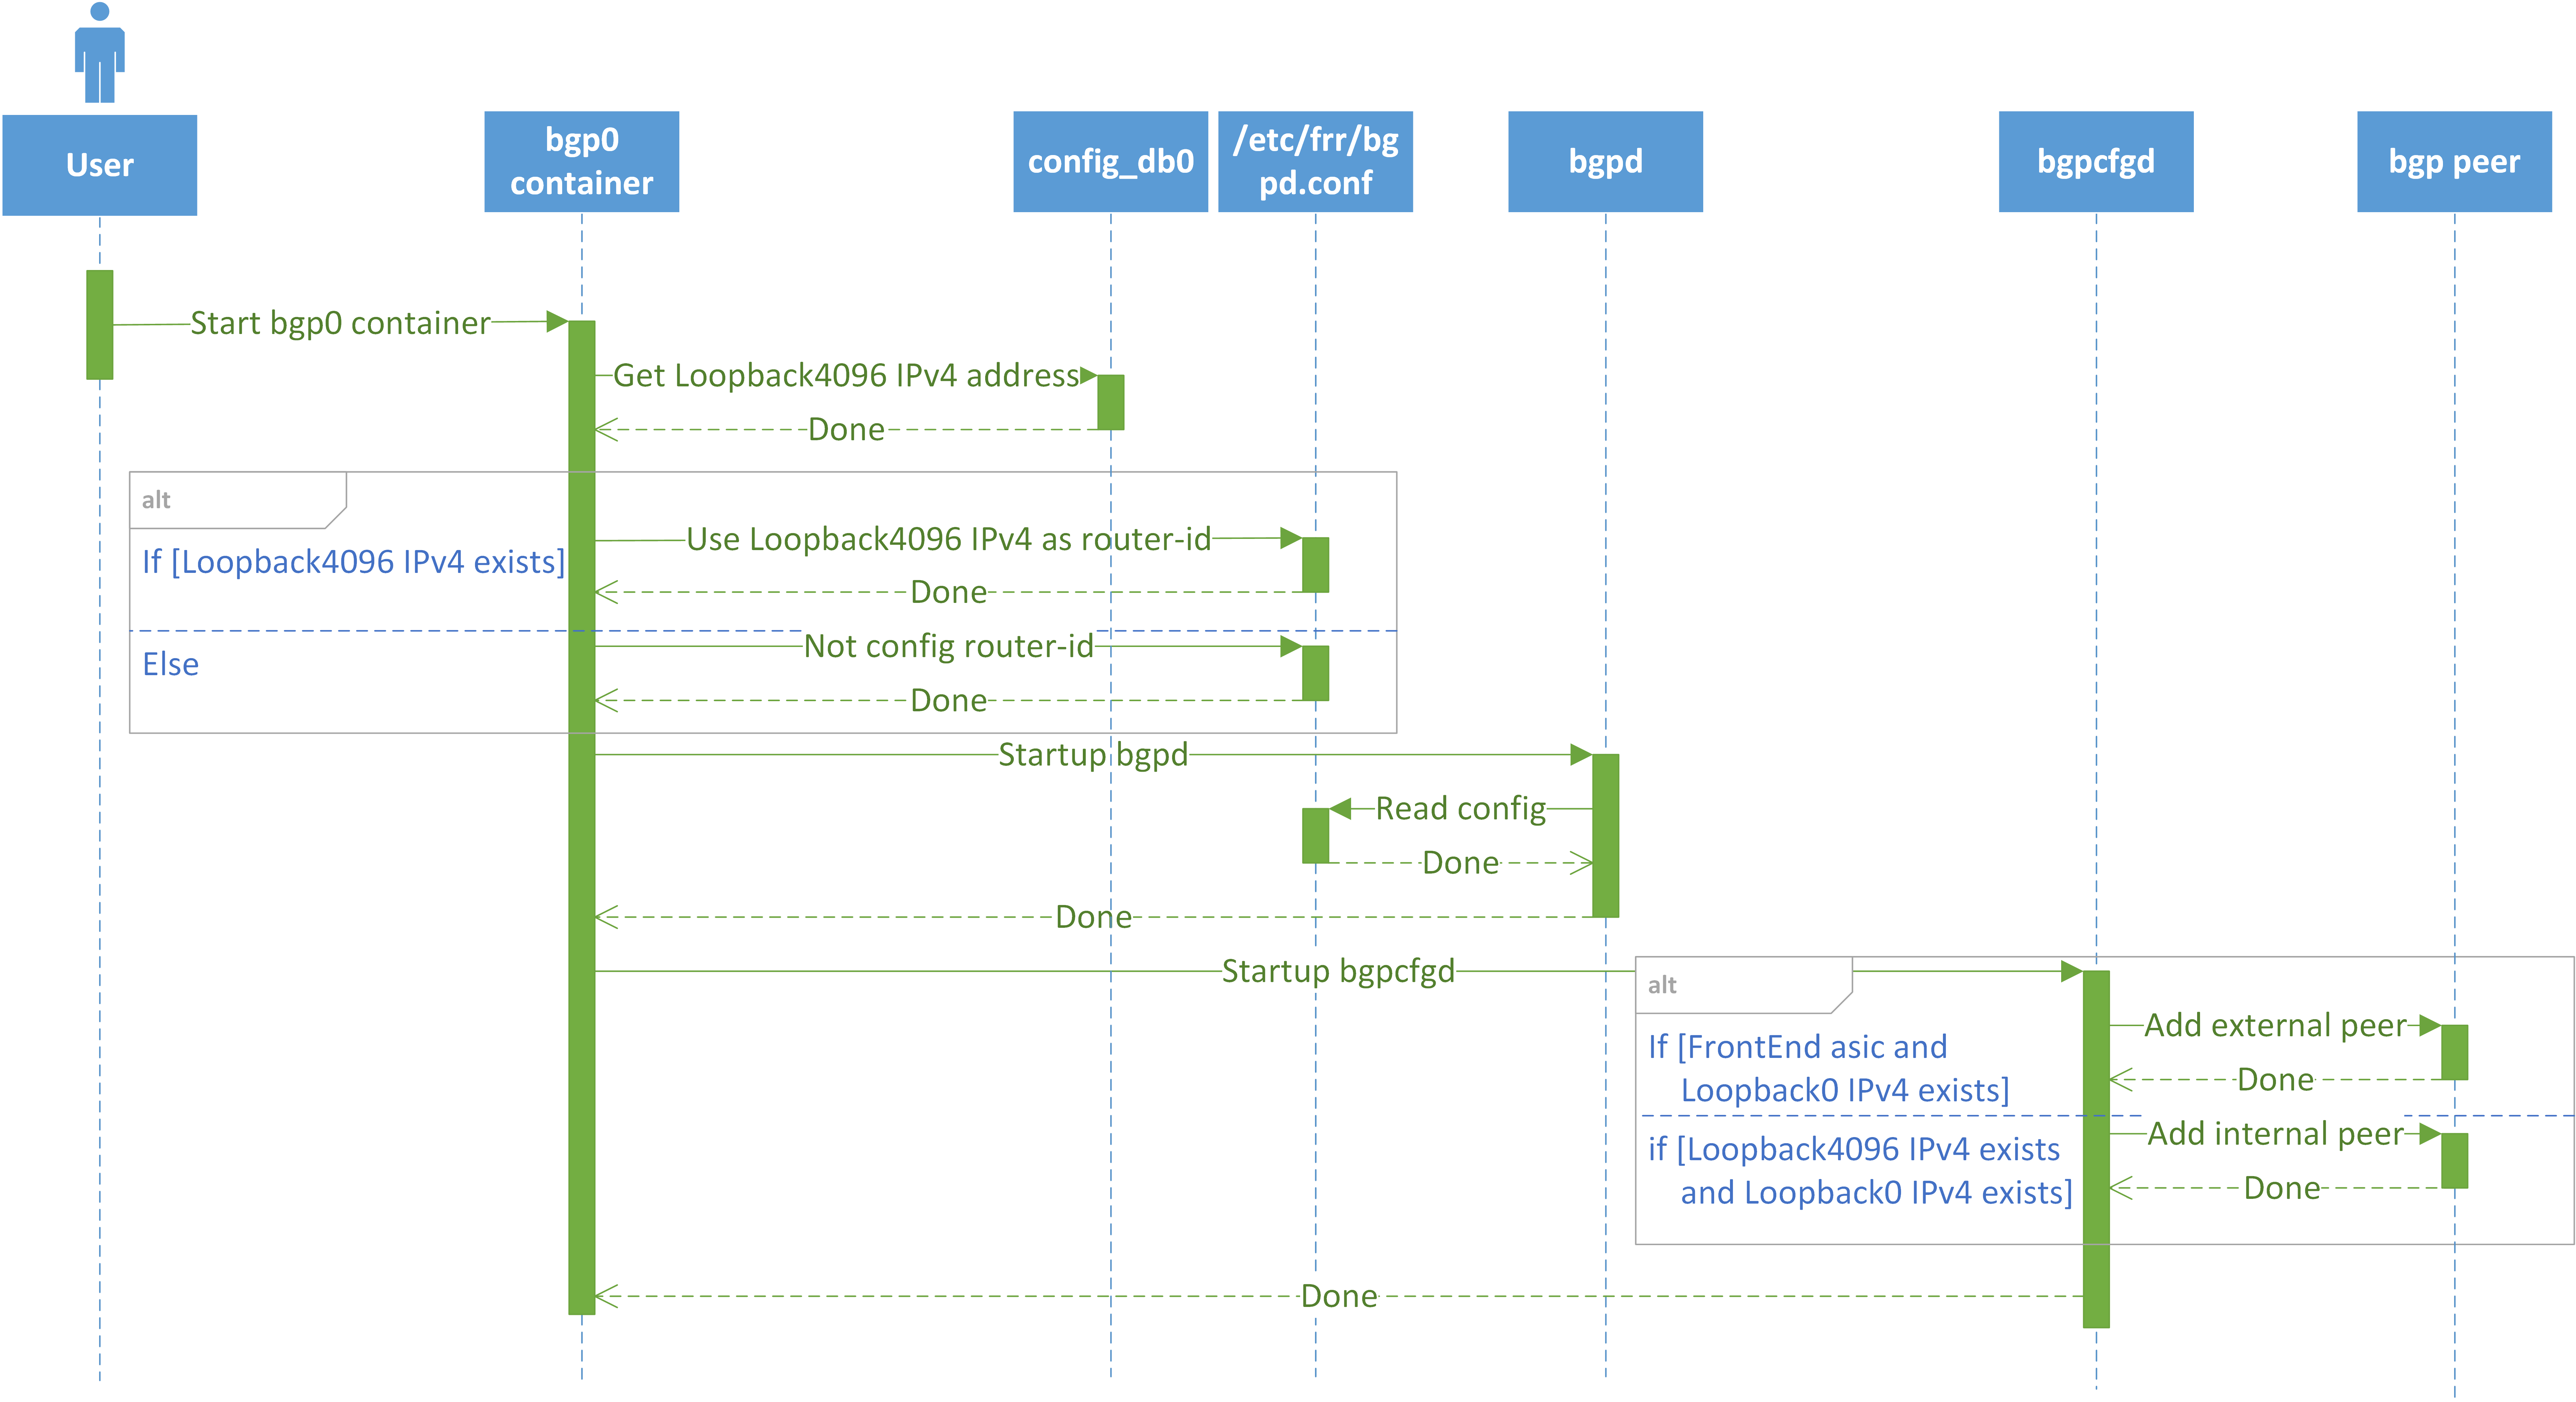 User
bgp0
container
config_db0
/etc/frr/bg
pd.conf
bgpd
bgpcfgd
bgp peer
Start bgp0 container
Get Loopback4096 IPv4 address
Done
alt
Use Loopback4096 IPv4 as router-id
If [Loopback4096 IPv4 exists]
Done
Not config router-id
Else
Done
Startup bgpd
Read config
Done
Done
Startup bgpcfgd
alt
Add external peer
If [FrontEnd asic and
Loopback0 IPv4 exists]
Done
Add internal peer
if [Loopback4096 IPv4 exists
and Loopback0 IPv4 exists]
Done
Done